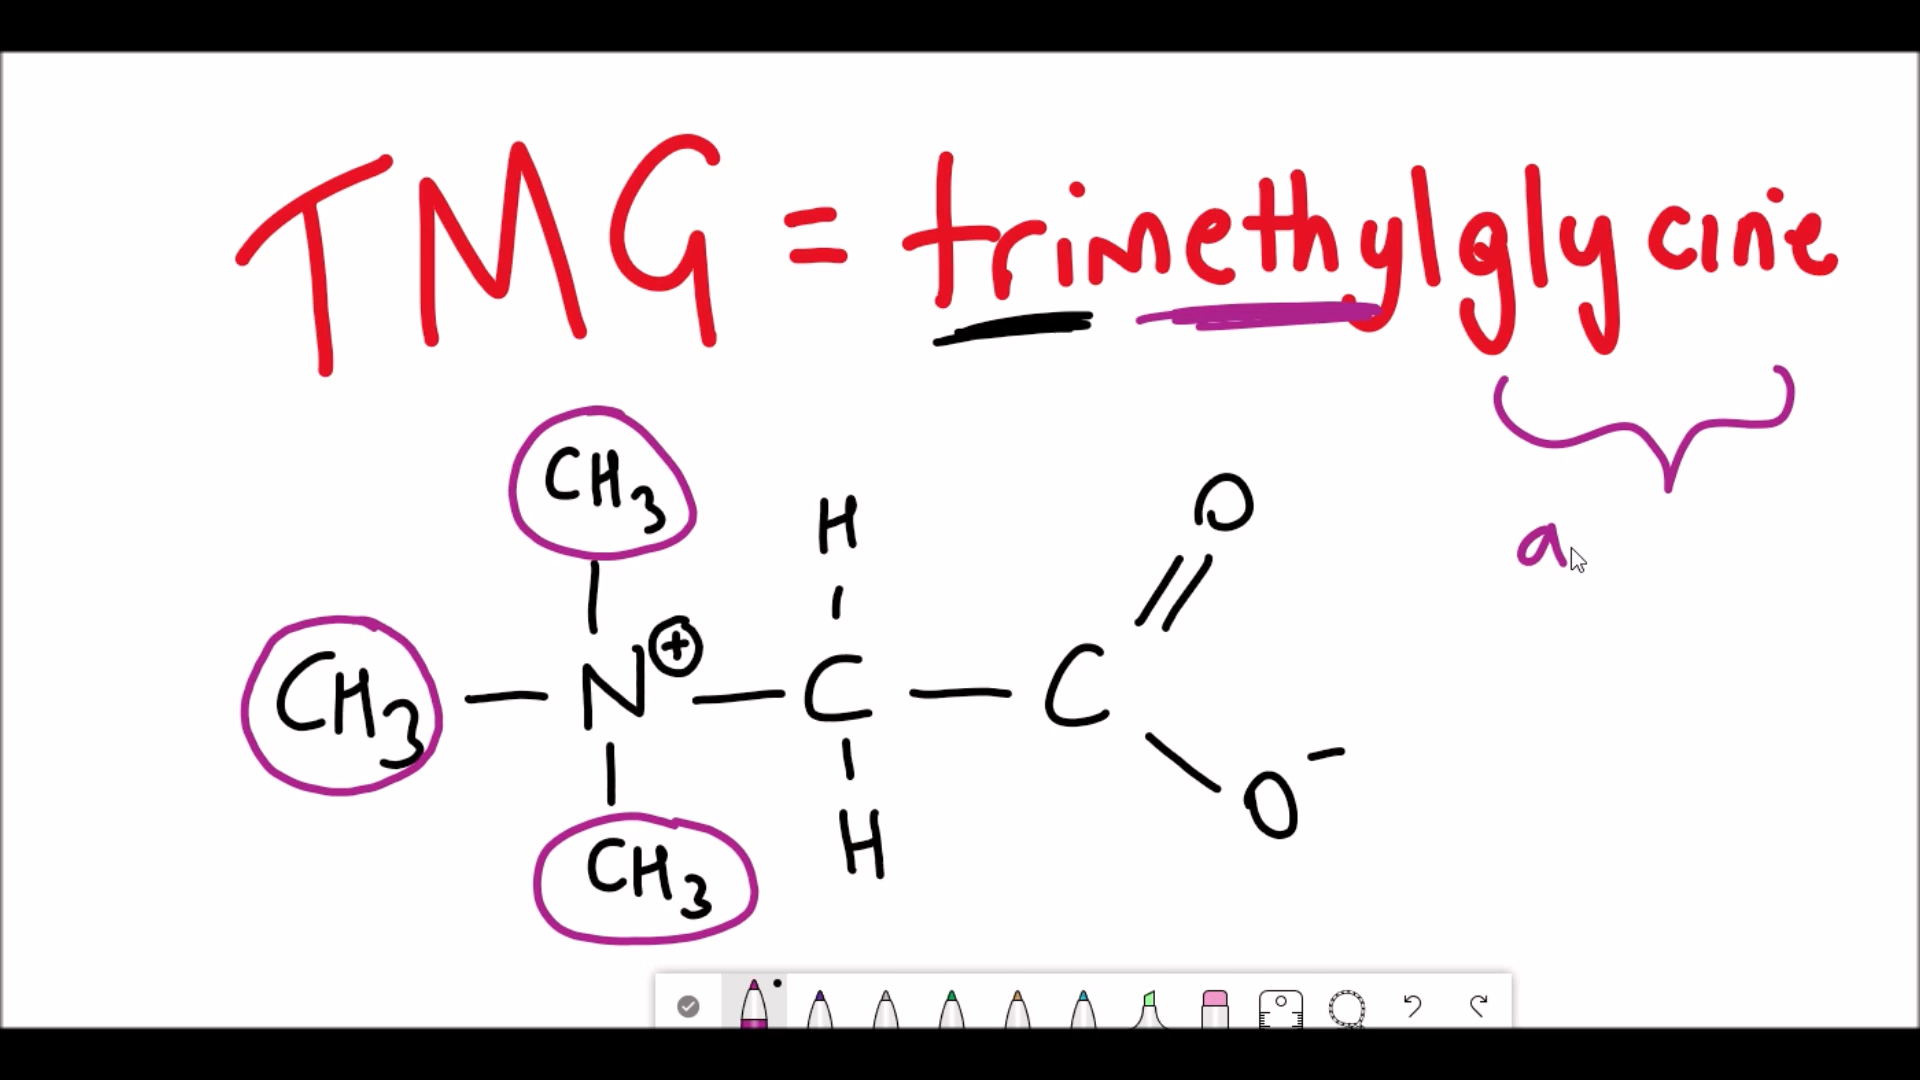 TMG = trimethylglycine
CH3
H
O
CH3 N+ C C
O-
CH3
H
a